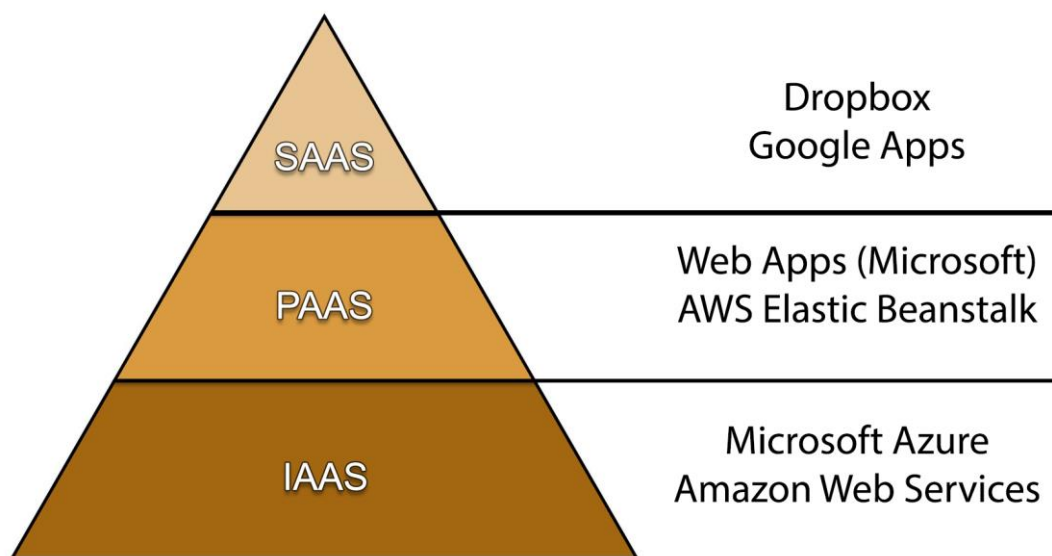 SAAS
Dropbox
Google Apps
PAAS
Web Apps (Microsoft)
AWS Elastic Beanstalk
IAAS
Microsoft Azure
Amazon Web Services